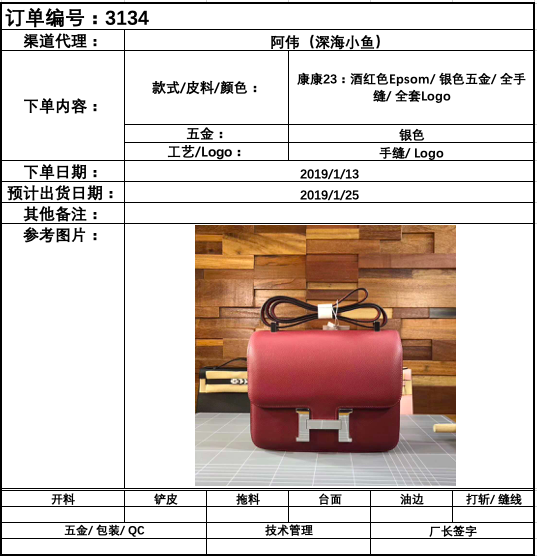 订单编号：3134
渠道代理：
阿伟（深海小鱼）
下单内容：
款式/皮料/颜色：
康康23：酒红色Epsom/ 银色五金/ 全手
缝/ 全套Logo
五金：
银色
工艺/Logo：
手缝/ Logo
下单日期：
2019/1/13
预计出货日期：
2019/1/25
其他备注：
参考图片：
开料
铲皮
拖料
台面
油边
打斩/ 缝线
五金/ 包装/ QC
技术管理
厂长签字